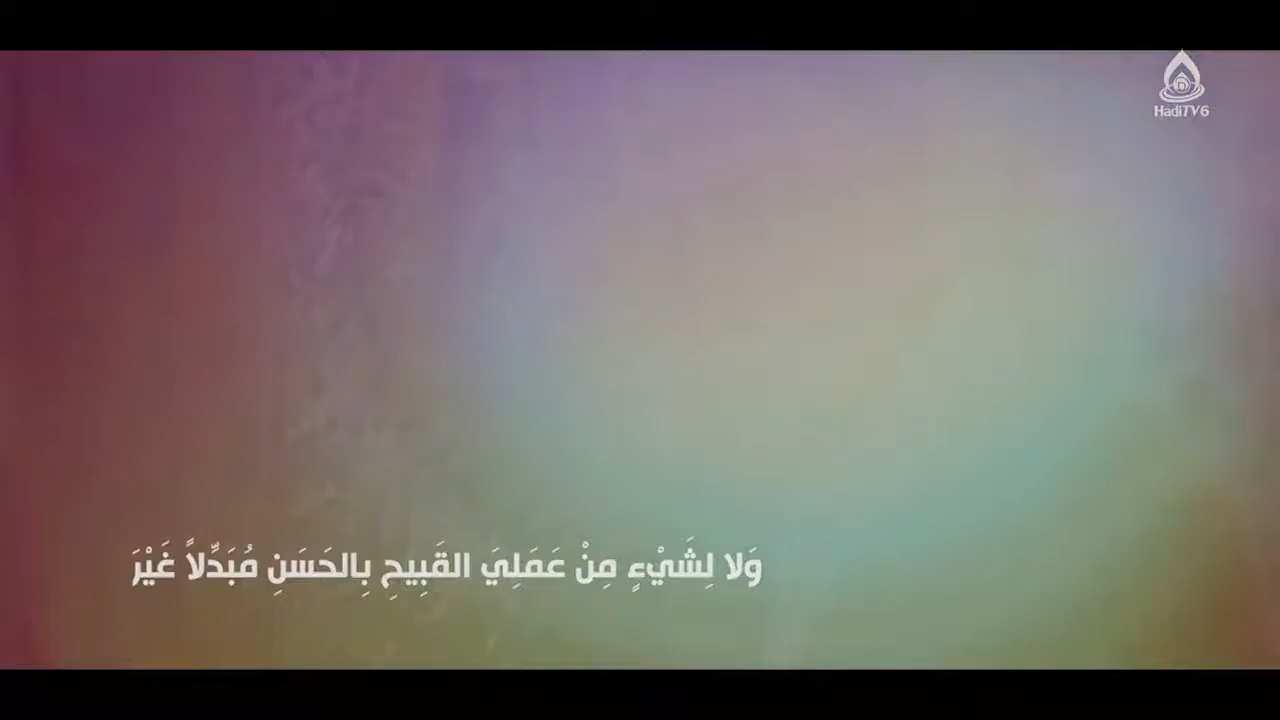 HadiTV6
وَلا لِشَيْءٍ مِنْ عَمَلِيَ القَبِيحِ بِالحَسَنِ مُبَدِّلاً غَيْرَ